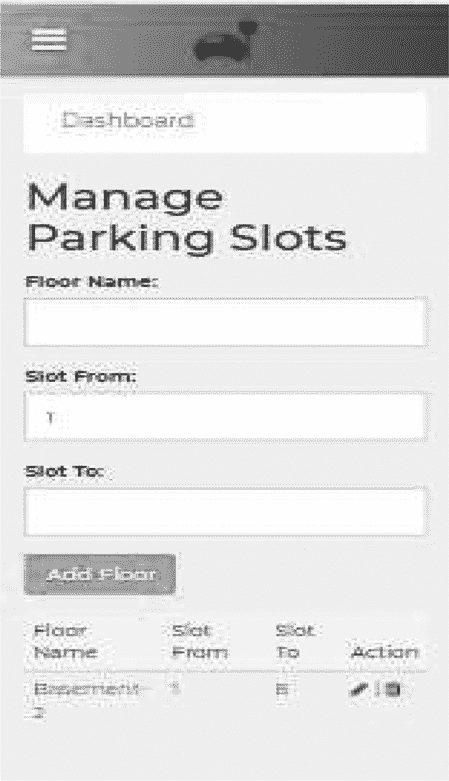 Dashboard
Manage
Parking Slots
Floor Name:
Slot From:
1
Slot To:
Add Floor
Floor Name Slot From Slot To Action
Basement-2 1